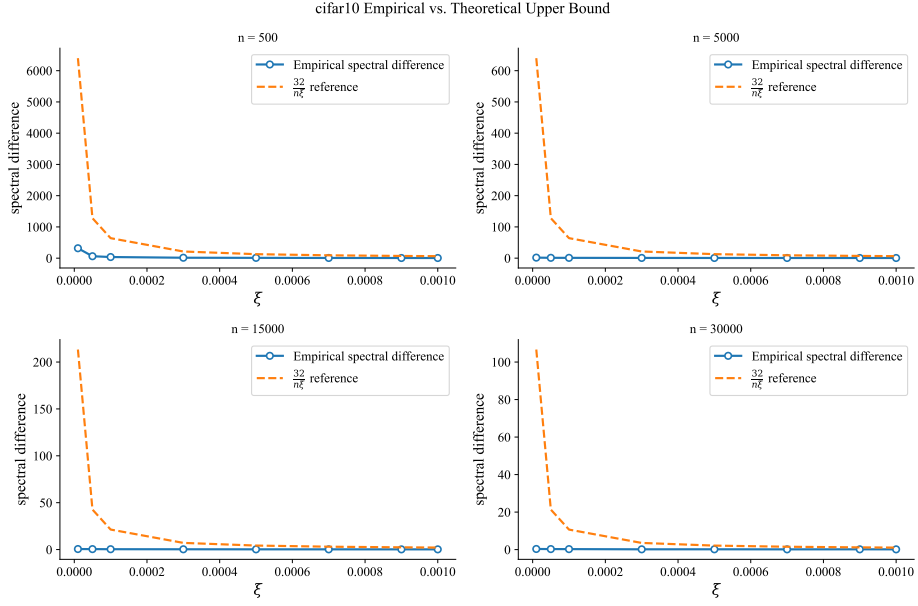 cifar10 Empirical vs. Theoretical Upper Bound
n = 500
spectral difference
6000
5000
4000
3000
2000
1000
0
Empirical spectral difference
32/nξ reference
0.0000 0.0002 0.0004 0.0006 0.0008 0.0010
ξ
n = 5000
spectral difference
600
500
400
300
200
100
0
Empirical spectral difference
32/nξ reference
0.0000 0.0002 0.0004 0.0006 0.0008 0.0010
ξ
n = 15000
spectral difference
200
150
100
50
0
Empirical spectral difference
32/nξ reference
0.0000 0.0002 0.0004 0.0006 0.0008 0.0010
ξ
n = 30000
spectral difference
100
80
60
40
20
0
Empirical spectral difference
32/nξ reference
0.0000 0.0002 0.0004 0.0006 0.0008 0.0010
ξ